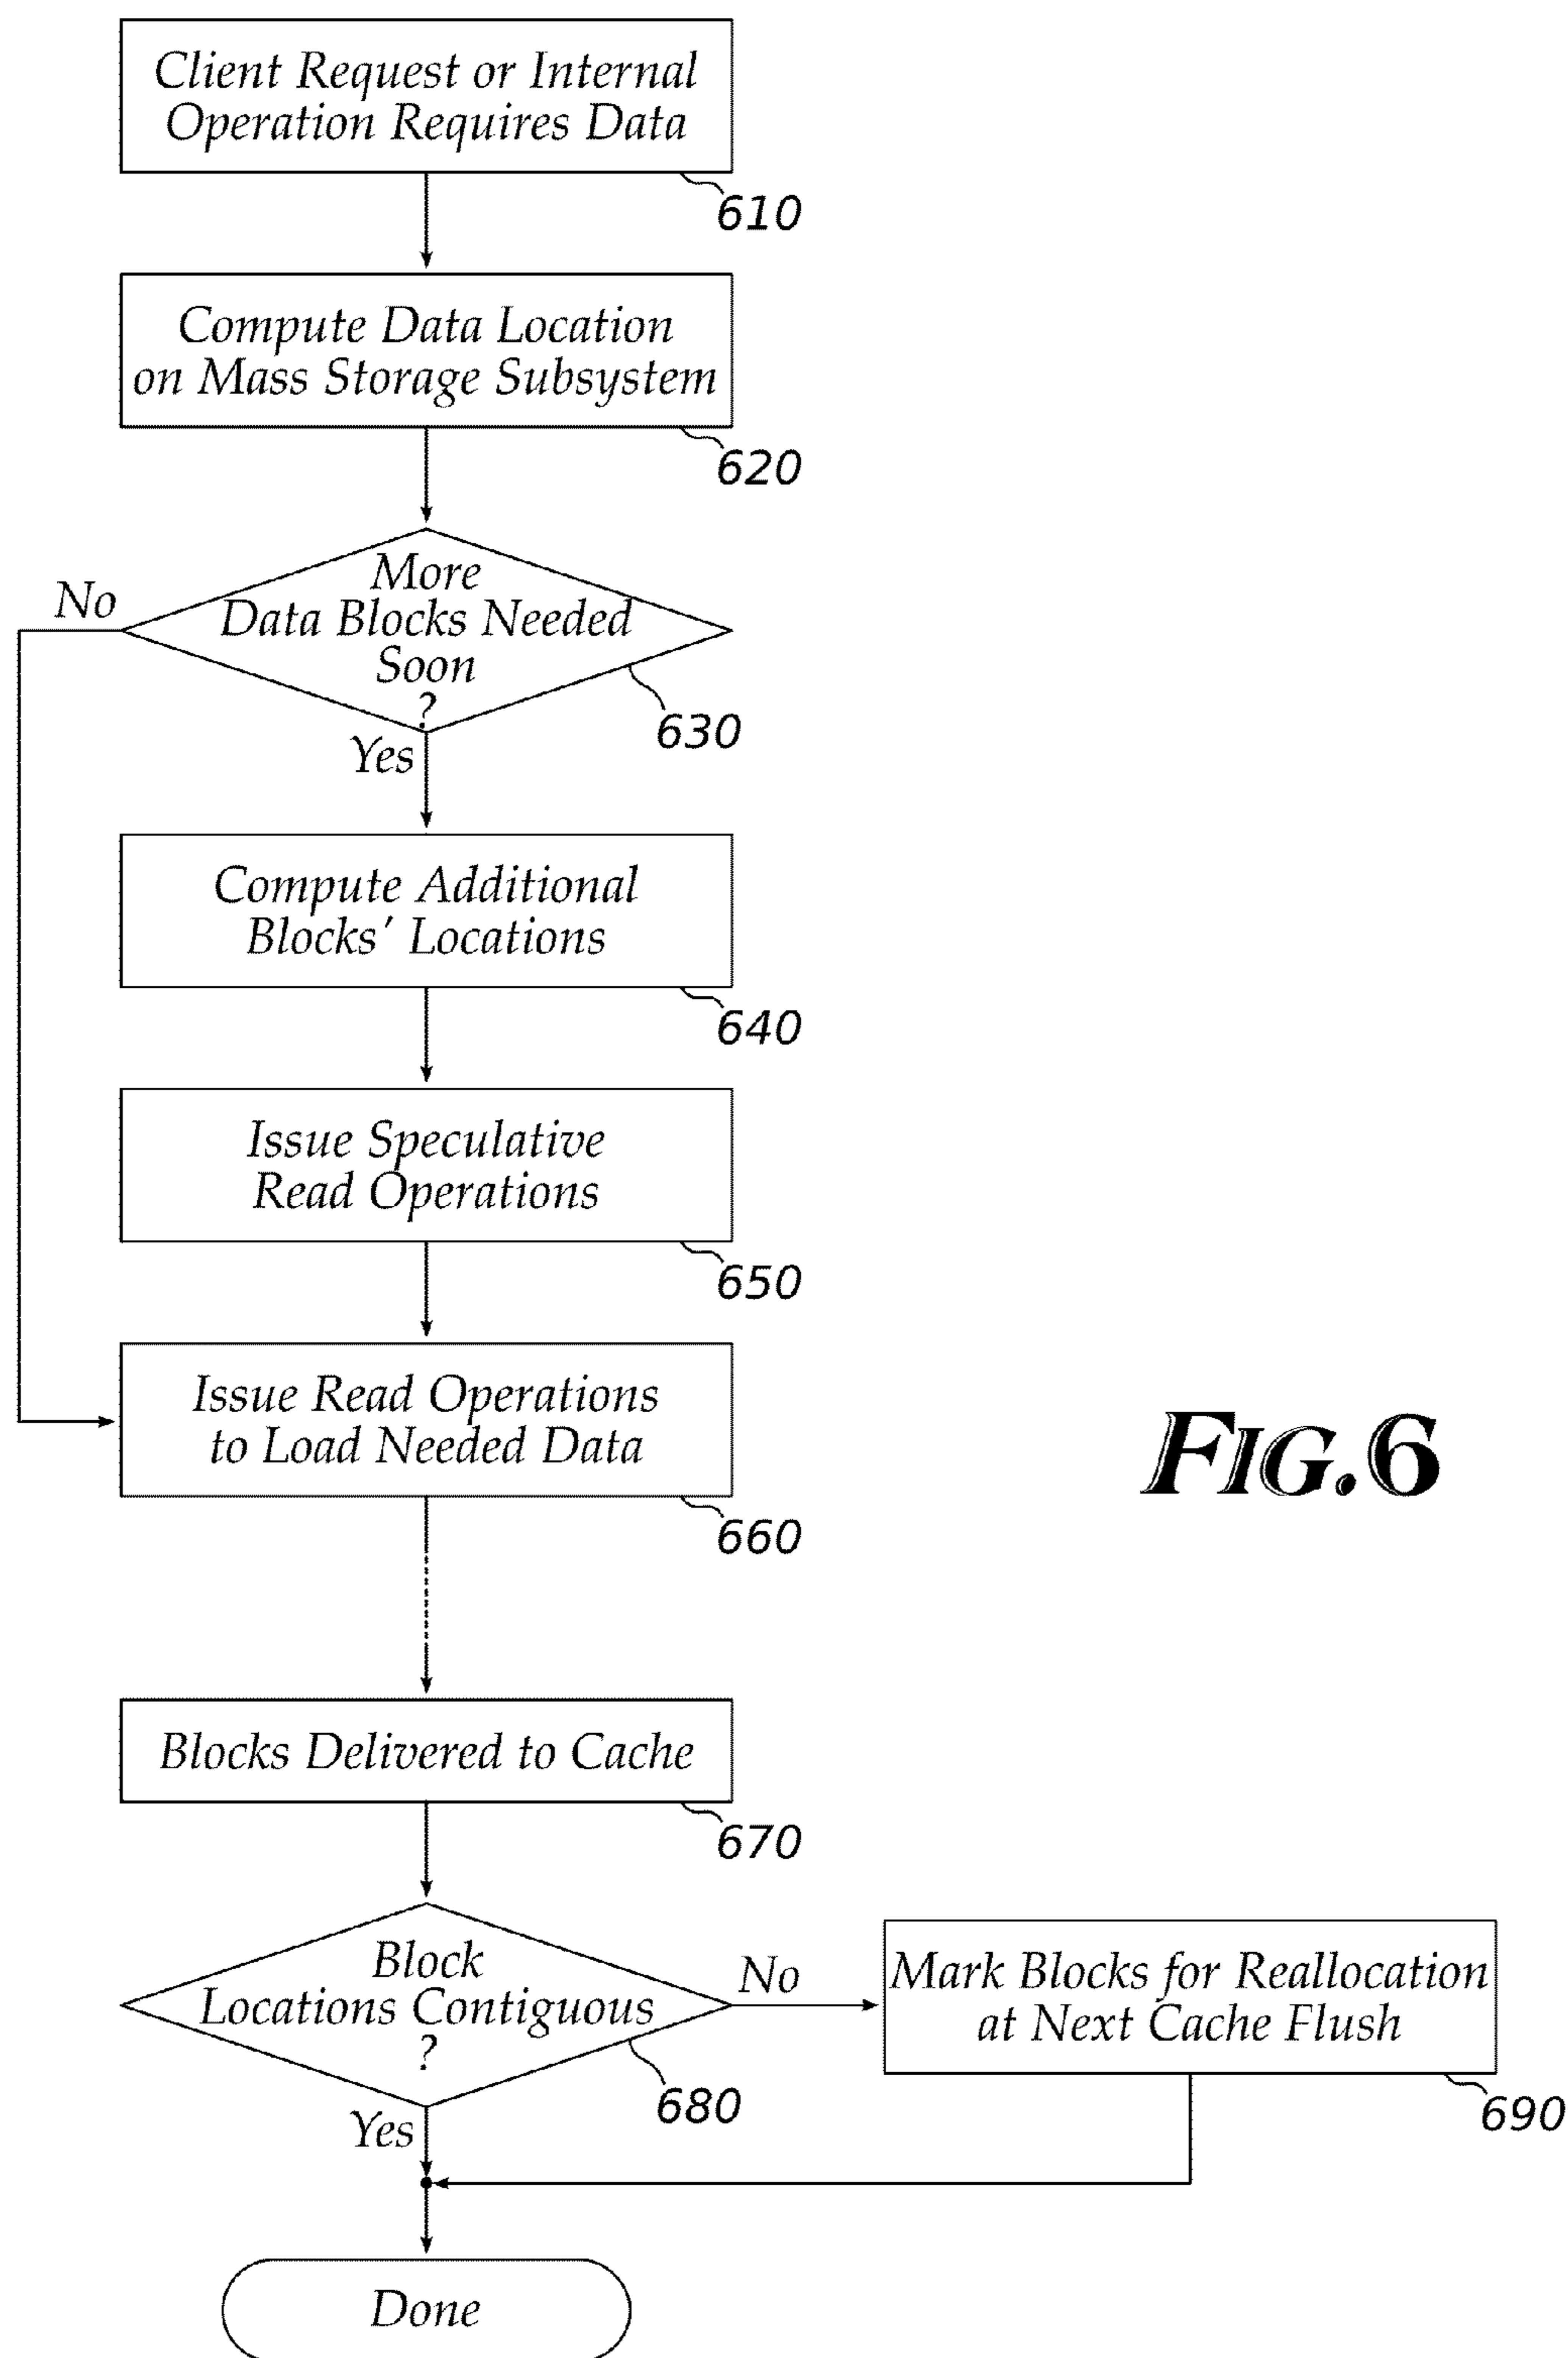 Client Request or Internal
Operation Requires Data
610
Compute Data Location
on Mass Storage Subsystem
620
More
Data Blocks Needed
Soon
?
No
630
Yes
Compute Additional
Blocks' Locations
640
Issue Speculative
Read Operations
650
Issue Read Operations
to Load Needed Data
660
FIG.6
Blocks Delivered to Cache
670
Block
Locations Contiguous
?
No
680
Mark Blocks for Reallocation
at Next Cache Flush
690
Yes
Done